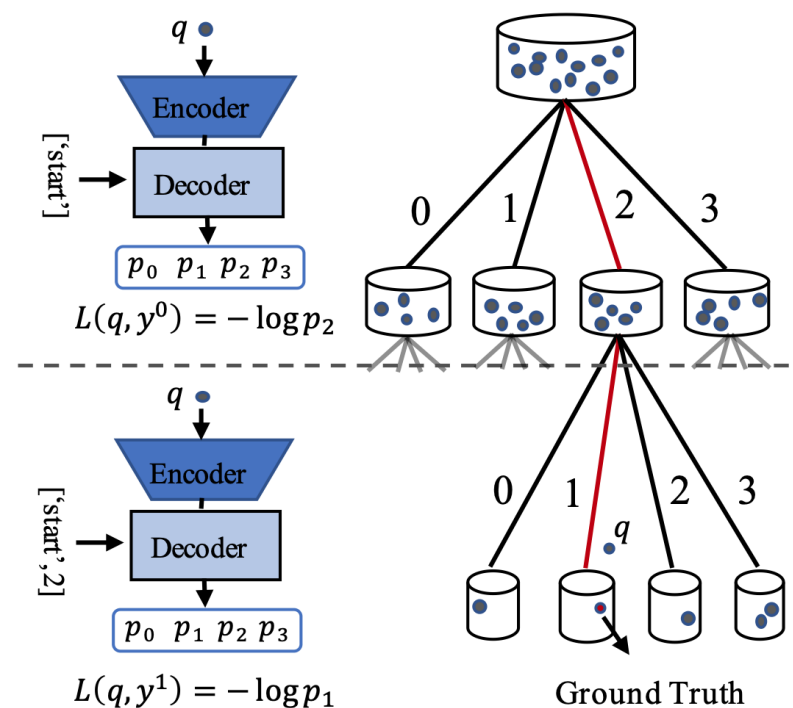 q
Encoder
['start']
Decoder
p₀ p₁ p₂ p₃
L(q, y⁰) = − log p₂
0
1
2
3
q
Encoder
['start',2]
Decoder
p₀ p₁ p₂ p₃
L(q, y¹) = − log p₁
0
1
2
3
q
Ground Truth